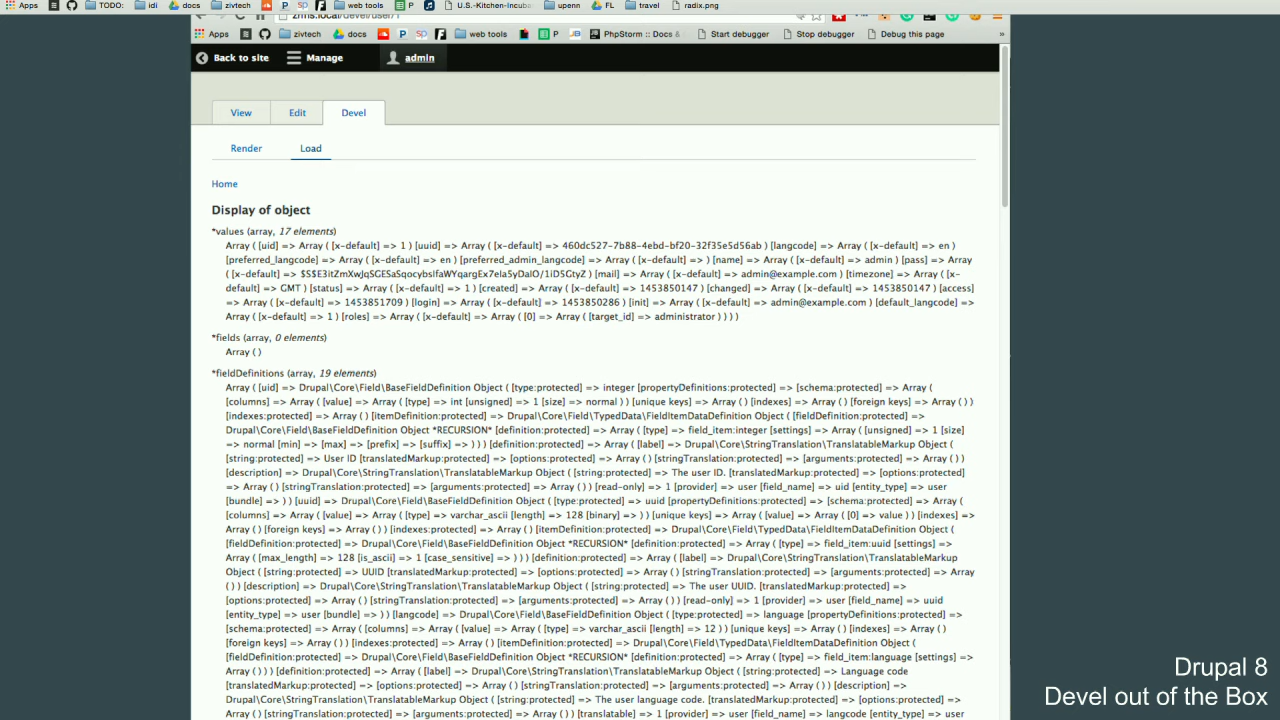 Apps TODO: idi docs zivtech P SP F web tools P U.S.-Kitchen-Incub upenn FL travel radix.png
zrms.local/devel/user/1
Apps zivtech docs P SP F web tools P JB PhpStorm :: Docs & Start debugger Stop debugger Debug this page »
Back to site Manage admin
View Edit Devel
Render Load
Home
Display of object
*values (array, 17 elements)
Array ( [uid] => Array ( [x-default] => 1 ) [uuid] => Array ( [x-default] => 460dc527-7b88-4ebd-bf20-32f35e5d56ab ) [langcode] => Array ( [x-default] => en )
[preferred_langcode] => Array ( [x-default] => en ) [preferred_admin_langcode] => Array ( [x-default] => ) [name] => Array ( [x-default] => admin ) [pass] => Array
( [x-default] => [mail] => Array ( [x-default] => admin@example.com ) [timezone] => Array ( [x-
default] => GMT ) [status] => Array ( [x-default] => 1 ) [created] => Array ( [x-default] => 1453850147 ) [changed] => Array ( [x-default] => 1453850147 ) [access]
=> Array ( [x-default] => 1453851709 ) [login] => Array ( [x-default] => 1453850286 ) [init] => Array ( [x-default] => admin@example.com ) [default_langcode] =>
Array ( [x-default] => 1 ) [roles] => Array ( [x-default] => Array ( [0] => Array ( [target_id] => administrator ) ) ) )
*fields (array, 0 elements)
Array ( )
*fieldDefinitions (array, 19 elements)
Array ( [uid] => Drupal\Core\Field\BaseFieldDefinition Object ( [type:protected] => integer [propertyDefinitions:protected] => [schema:protected] => Array (
[columns] => Array ( [value] => Array ( [type] => int [unsigned] => 1 [size] => normal ) ) [unique keys] => Array ( ) [indexes] => Array ( ) [foreign keys] => Array ( ) )
[indexes:protected] => Array ( ) [itemDefinition:protected] => Drupal\Core\Field\TypedData\FieldItemDataDefinition Object ( [fieldDefinition:protected] =>
Drupal\Core\Field\BaseFieldDefinition Object *RECURSION* [definition:protected] => Array ( [type] => field_item:integer [settings] => Array ( [unsigned] => 1 [size]
=> normal [min] => [max] => [prefix] => [suffix] => ) ) ) [definition:protected] => Array ( [label] => Drupal\Core\StringTranslation\TranslatableMarkup Object (
[string:protected] => User ID [translatedMarkup:protected] => [options:protected] => Array ( ) [stringTranslation:protected] => [arguments:protected] => Array ( ) )
[description] => Drupal\Core\StringTranslation\TranslatableMarkup Object ( [string:protected] => The user ID. [translatedMarkup:protected] => [options:protected]
=> Array ( ) [stringTranslation:protected] => [arguments:protected] => Array ( ) ) [read-only] => 1 [provider] => user [field_name] => uid [entity_type] => user
[bundle] => ) ) [uuid] => Drupal\Core\Field\BaseFieldDefinition Object ( [type:protected] => uuid [propertyDefinitions:protected] => [schema:protected] => Array (
[columns] => Array ( [value] => Array ( [type] => varchar_ascii [length] => 128 [binary] => ) ) [unique keys] => Array ( [value] => Array ( [0] => value ) ) [indexes] =>
Array ( ) [foreign keys] => Array ( ) ) [indexes:protected] => Array ( ) [itemDefinition:protected] => Drupal\Core\Field\TypedData\FieldItemDataDefinition Object (
[fieldDefinition:protected] => Drupal\Core\Field\BaseFieldDefinition Object *RECURSION* [definition:protected] => Array ( [type] => field_item:uuid [settings] =>
Array ( [max_length] => 128 [is_ascii] => 1 [case_sensitive] => ) ) ) [definition:protected] => Array ( [label] => Drupal\Core\StringTranslation\TranslatableMarkup
Object ( [string:protected] => UUID [translatedMarkup:protected] => [options:protected] => Array ( ) [stringTranslation:protected] => [arguments:protected] => Array
( ) ) [description] => Drupal\Core\StringTranslation\TranslatableMarkup Object ( [string:protected] => The user UUID. [translatedMarkup:protected] =>
[options:protected] => Array ( ) [stringTranslation:protected] => [arguments:protected] => Array ( ) ) [read-only] => 1 [provider] => user [field_name] => uuid
[entity_type] => user [bundle] => ) ) [langcode] => Drupal\Core\Field\BaseFieldDefinition Object ( [type:protected] => language [propertyDefinitions:protected] =>
[schema:protected] => Array ( [columns] => Array ( [value] => Array ( [type] => varchar_ascii [length] => 12 ) ) [unique keys] => Array ( ) [indexes] => Array ( )
[foreign keys] => Array ( ) ) [indexes:protected] => Array ( ) [itemDefinition:protected] => Drupal\Core\Field\TypedData\FieldItemDataDefinition Object (
[fieldDefinition:protected] => Drupal\Core\Field\BaseFieldDefinition Object *RECURSION* [definition:protected] => Array ( [type] => field_item:language [settings] =>
Array ( ) ) ) [definition:protected] => Array ( [label] => Drupal\Core\StringTranslation\TranslatableMarkup Object ( [string:protected] => Language code
[translatedMarkup:protected] => [options:protected] => Array ( ) [stringTranslation:protected] => [arguments:protected] => Array ( ) ) [description] =>
Drupal\Core\StringTranslation\TranslatableMarkup Object ( [string:protected] => The user language code. [translatedMarkup:protected] => [options:protected] =>
Array ( ) [stringTranslation:protected] => [arguments:protected] => Array ( ) ) [translatable] => 1 [provider] => user [field_name] => langcode [entity_type] => user
Drupal 8
Devel out of the Box